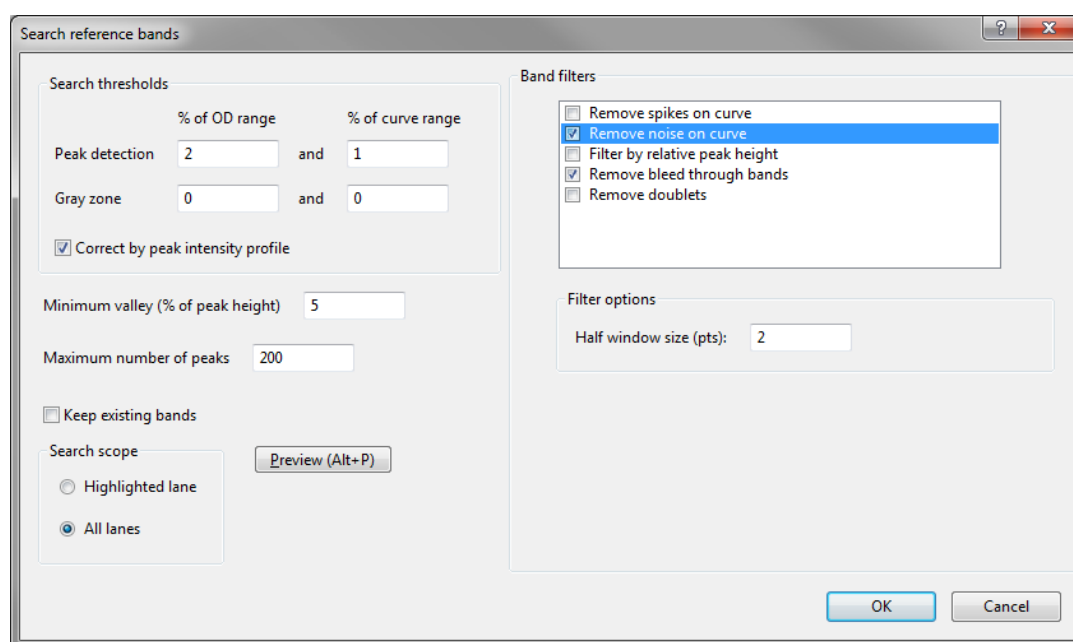 Search reference bands
Search thresholds
% of OD range % of curve range
Peak detection 2 and 1
Gray zone 0 and 0
Correct by peak intensity profile
Minimum valley (% of peak height) 5
Maximum number of peaks 200
Keep existing bands
Search scope
Highlighted lane
All lanes
Preview (Alt+P)
Band filters
Remove spikes on curve
Remove noise on curve
Filter by relative peak height
Remove bleed through bands
Remove doublets
Filter options
Half window size (pts): 2
OK Cancel